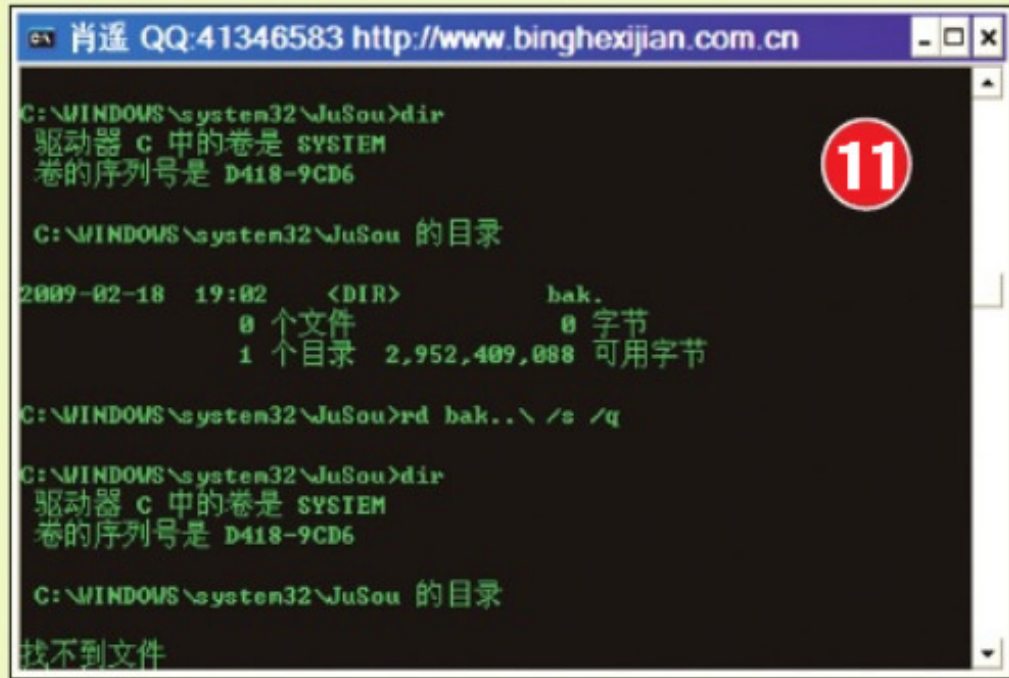 肖遥 QQ:41346583 http://www.binghexijian.com.cn
C:\WINDOWS\system32\JuSou>dir
驱动器 C 中的卷是 SYSTEM
卷的序列号是 D418-9CD6
C:\WINDOWS\system32\JuSou 的目录
2009-02-18 19:02 <DIR> bak.
0 个文件 0 字节
1 个目录 2,952,409,088 可用字节
C:\WINDOWS\system32\JuSou>rd bak..\ /s /q
C:\WINDOWS\system32\JuSou>dir
驱动器 C 中的卷是 SYSTEM
卷的序列号是 D418-9CD6
C:\WINDOWS\system32\JuSou 的目录
找不到文件
11